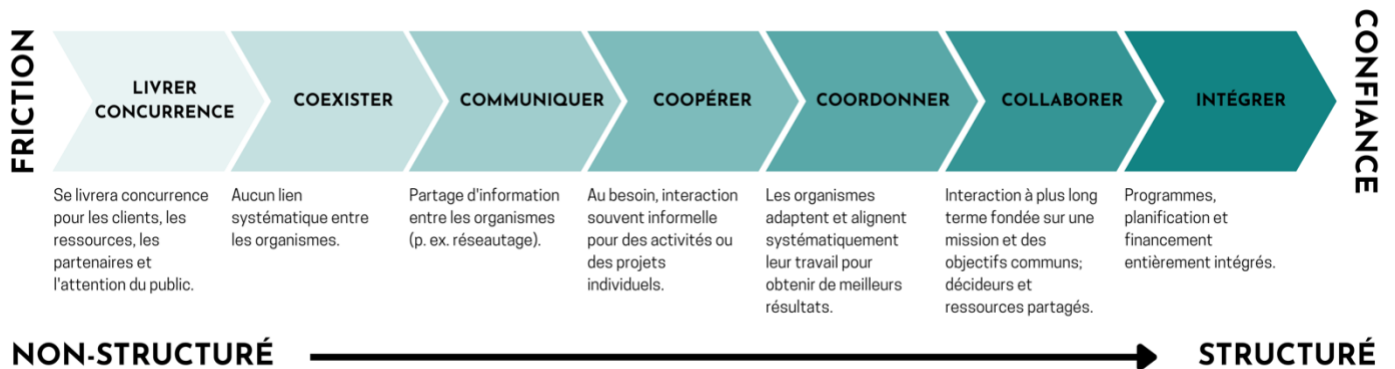 FRICTION
LIVRER
CONCURRENCE
COEXISTER
COMMUNIQUER
COOPÉRER
COORDONNER
COLLABORER
INTÉGRER
CONFIANCE
Se livrera concurrence
pour les clients, les
ressources, les
partenaires et
l'attention du public.
Aucun lien
systématique entre
les organismes.
Partage d'information
entre les organismes
(p. ex. réseautage).
Au besoin, interaction
souvent informelle
pour des activités ou
des projets
individuels.
Les organismes
adaptent et alignent
systématiquement
leur travail pour
obtenir de meilleurs
résultats.
Interaction à plus long
terme fondée sur une
mission et des
objectifs communs;
décideurs et
ressources partagés.
Programmes,
planification et
financement
entièrement intégrés.
NON-STRUCTURÉ
STRUCTURÉ